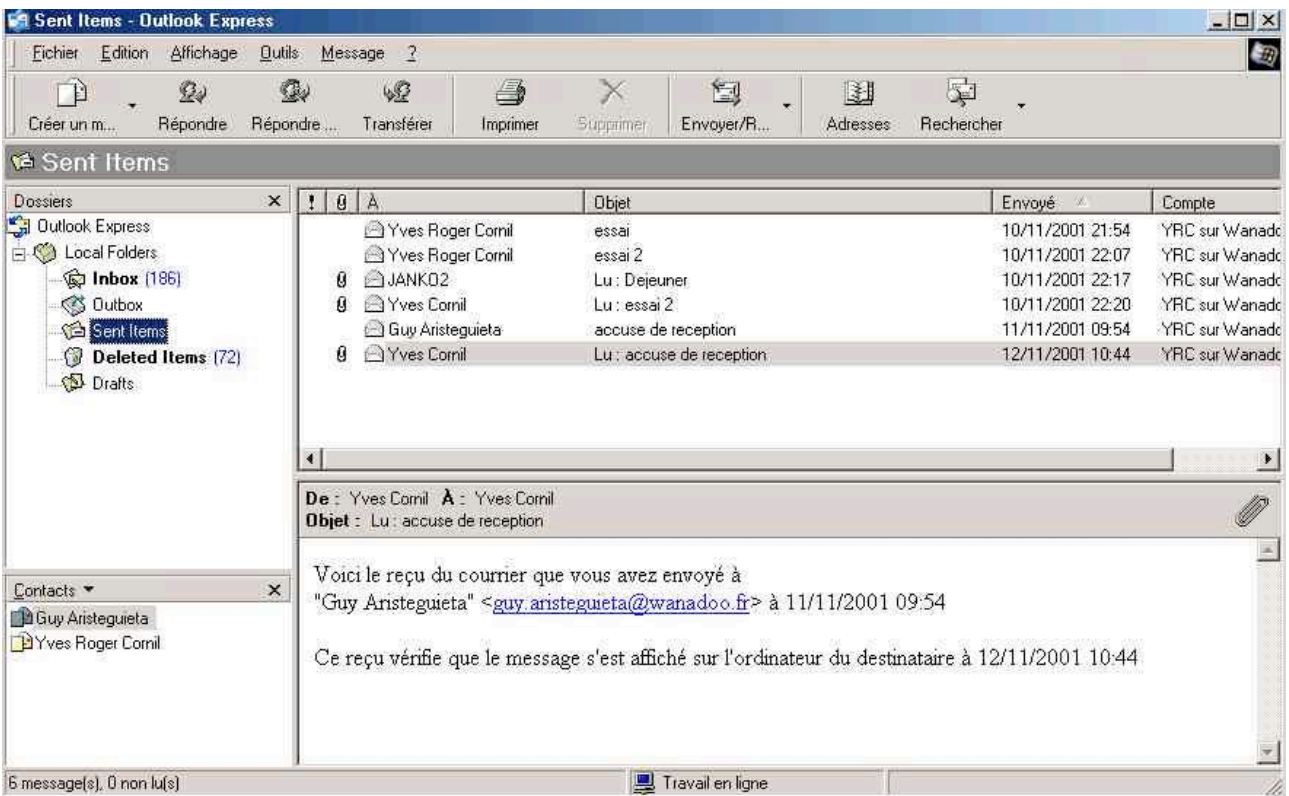 Sent Items - Outlook Express
Fichier Edition Affichage Outils Message ?
Créer un m... Répondre Répondre ... Transférer Imprimer Supprimer Envoyer/R... Adresses Rechercher
Sent Items
Dossiers
Outlook Express
Local Folders
Inbox (186)
Outbox
Sent Items
Deleted Items (72)
Drafts
! À Objet Envoyé Compte
Yves Roger Cornil essai 10/11/2001 21:54 YRC sur Wanado
Yves Roger Cornil essai 2 10/11/2001 22:07 YRC sur Wanado
JANKO2 Lu : Dejeuner 10/11/2001 22:17 YRC sur Wanado
Yves Cornil Lu : essai 2 10/11/2001 22:20 YRC sur Wanado
Guy Aristeguieta accuse de reception 11/11/2001 09:54 YRC sur Wanado
Yves Cornil Lu : accuse de reception 12/11/2001 10:44 YRC sur Wanado
De : Yves Cornil À : Yves Cornil
Objet : Lu : accuse de reception
Voici le reçu du courrier que vous avez envoyé à
"Guy Aristeguieta" <guy.aristeguieta@wanadoo.fr> à 11/11/2001 09:54
Ce reçu vérifie que le message s'est affiché sur l'ordinateur du destinataire à 12/11/2001 10:44
Contacts
Guy Aristeguieta
Yves Roger Cornil
6 message(s), 0 non lu(s) Travail en ligne